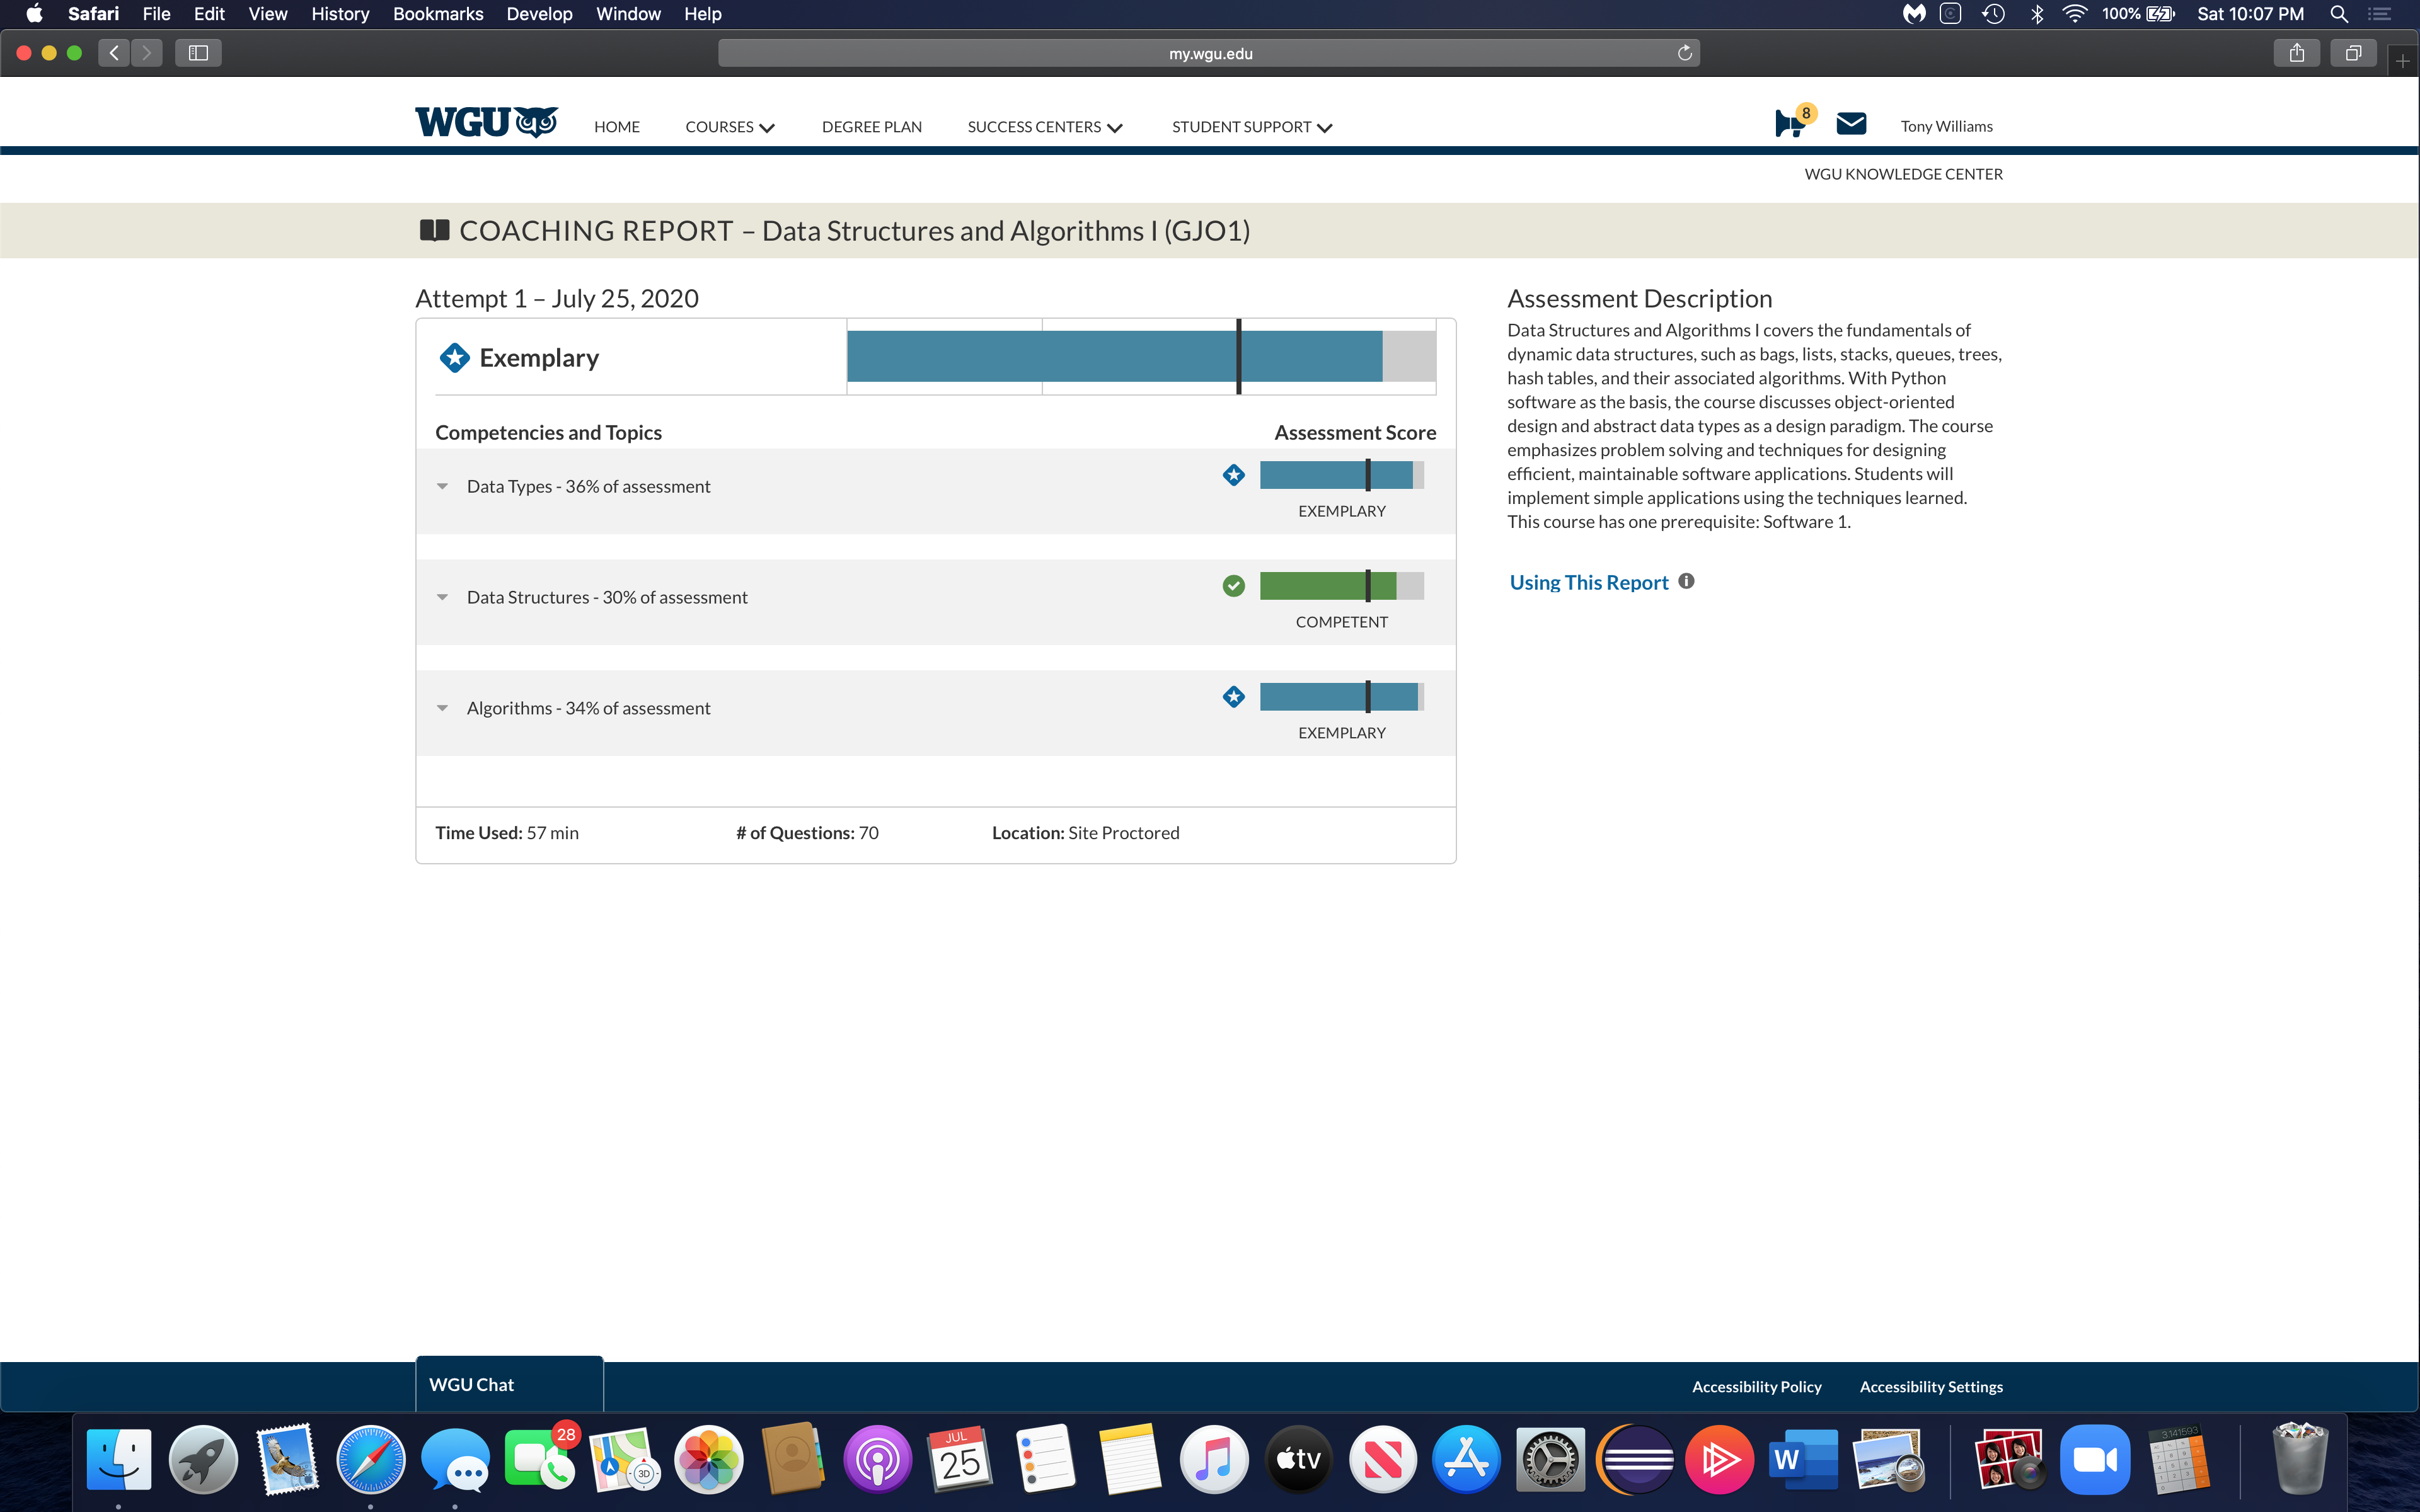 Safari File Edit View History Bookmarks Develop Window Help 100% Sat 10:07 PM
my.wgu.edu
WGU HOME COURSES DEGREE PLAN SUCCESS CENTERS STUDENT SUPPORT 8 Tony Williams
WGU KNOWLEDGE CENTER
COACHING REPORT – Data Structures and Algorithms I (GJO1)
Attempt 1 – July 25, 2020
Exemplary
Competencies and Topics Assessment Score
Data Types - 36% of assessment
EXEMPLARY
Data Structures - 30% of assessment
COMPETENT
Algorithms - 34% of assessment
EXEMPLARY
Time Used: 57 min # of Questions: 70 Location: Site Proctored
Assessment Description
Data Structures and Algorithms I covers the fundamentals of
dynamic data structures, such as bags, lists, stacks, queues, trees,
hash tables, and their associated algorithms. With Python
software as the basis, the course discusses object-oriented
design and abstract data types as a design paradigm. The course
emphasizes problem solving and techniques for designing
efficient, maintainable software applications. Students will
implement simple applications using the techniques learned.
This course has one prerequisite: Software 1.
Using This Report
WGU Chat Accessibility Policy Accessibility Settings
28
3D
JUL
25
tv
W
3.141593